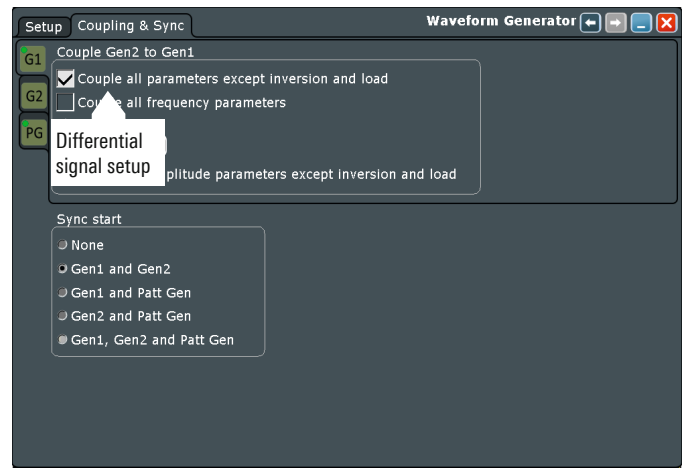 Setup Coupling & Sync Waveform Generator
G1
G2
PG
Couple Gen2 to Gen1
Couple all parameters except inversion and load
all frequency parameters
Differential
signal setup
parameters except inversion and load
Sync start
None
Gen1 and Gen2
Gen1 and Patt Gen
Gen2 and Patt Gen
Gen1, Gen2 and Patt Gen